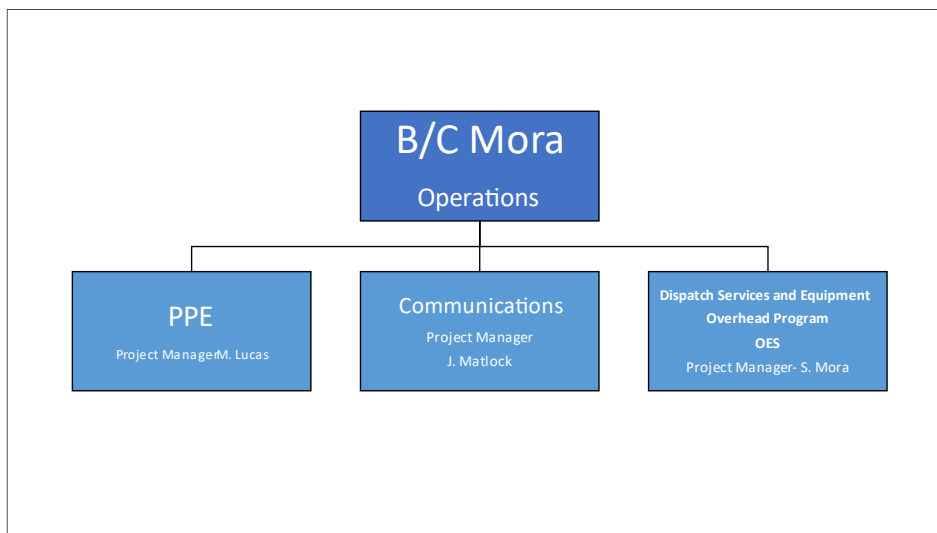 B/C Mora
Operations
PPE
Project ManagerM. Lucas
Communications
Project Manager
J. Matlock
Dispatch Services and Equipment
Overhead Program
OES
Project Manager- S. Mora